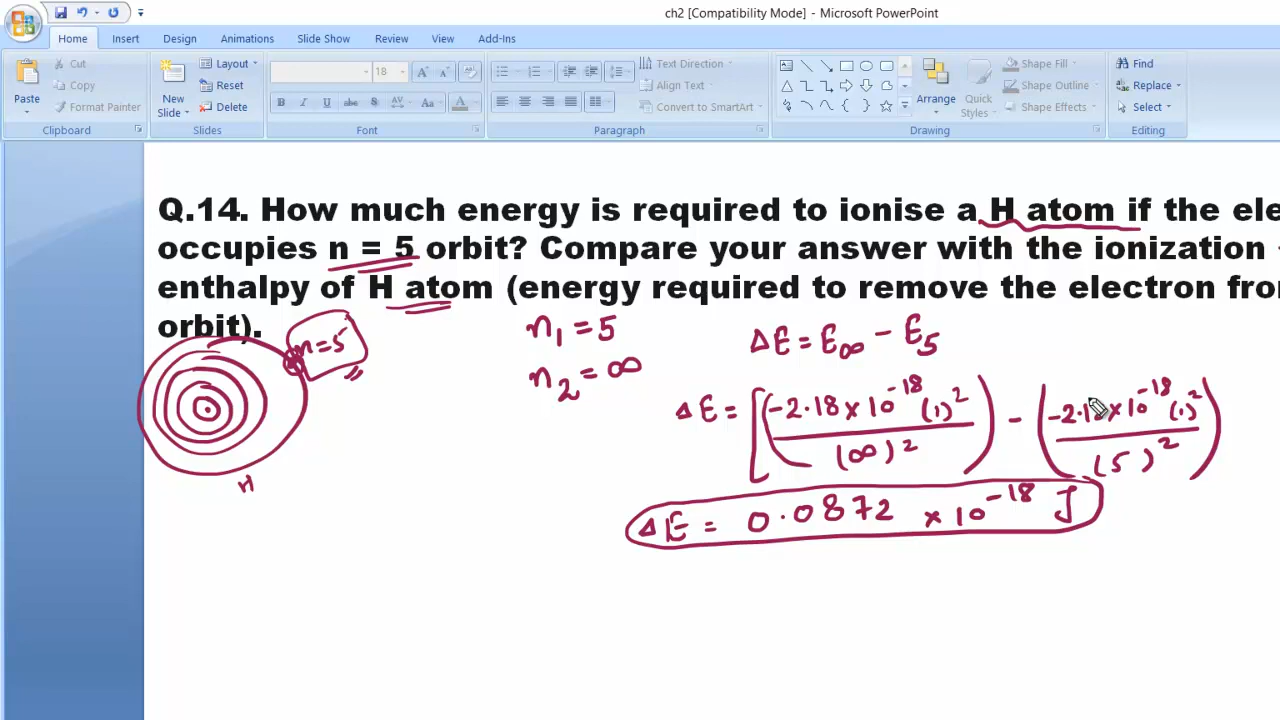 ch2 [Compatibility Mode] - Microsoft PowerPoint
Home Insert Design Slide Show Animations Review View Add-Ins
Paste Cut Copy Format Painter Clipboard
New Slide Layout Reset Delete Slides
18 A A B I U abc AV Aa A Font
Text Direction Align Text Convert to SmartArt Paragraph
Arrange Quick Styles Shape Fill Shape Outline Shape Effects Drawing
Find Replace Select Editing
Q.14. How much energy is required to ionise a H atom if the ele
occupies n = 5 orbit? Compare your answer with the ionization
enthalpy of H atom (energy required to remove the electron from
orbit).
n=5
H
n₁ = 5
n₂ = ∞
ΔE = E∞ - E₅
ΔE = [(-2.18 × 10⁻¹⁸ (1)² / (∞)²) - (-2.18 × 10⁻¹⁸ (1)² / (5)²)
ΔE = 0.0872 × 10⁻¹⁸ J